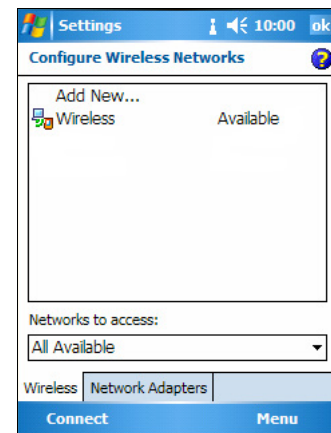 Settings 10:00 ok
Configure Wireless Networks
Add New...
Wireless Available
Networks to access:
All Available
Wireless Network Adapters
Connect Menu